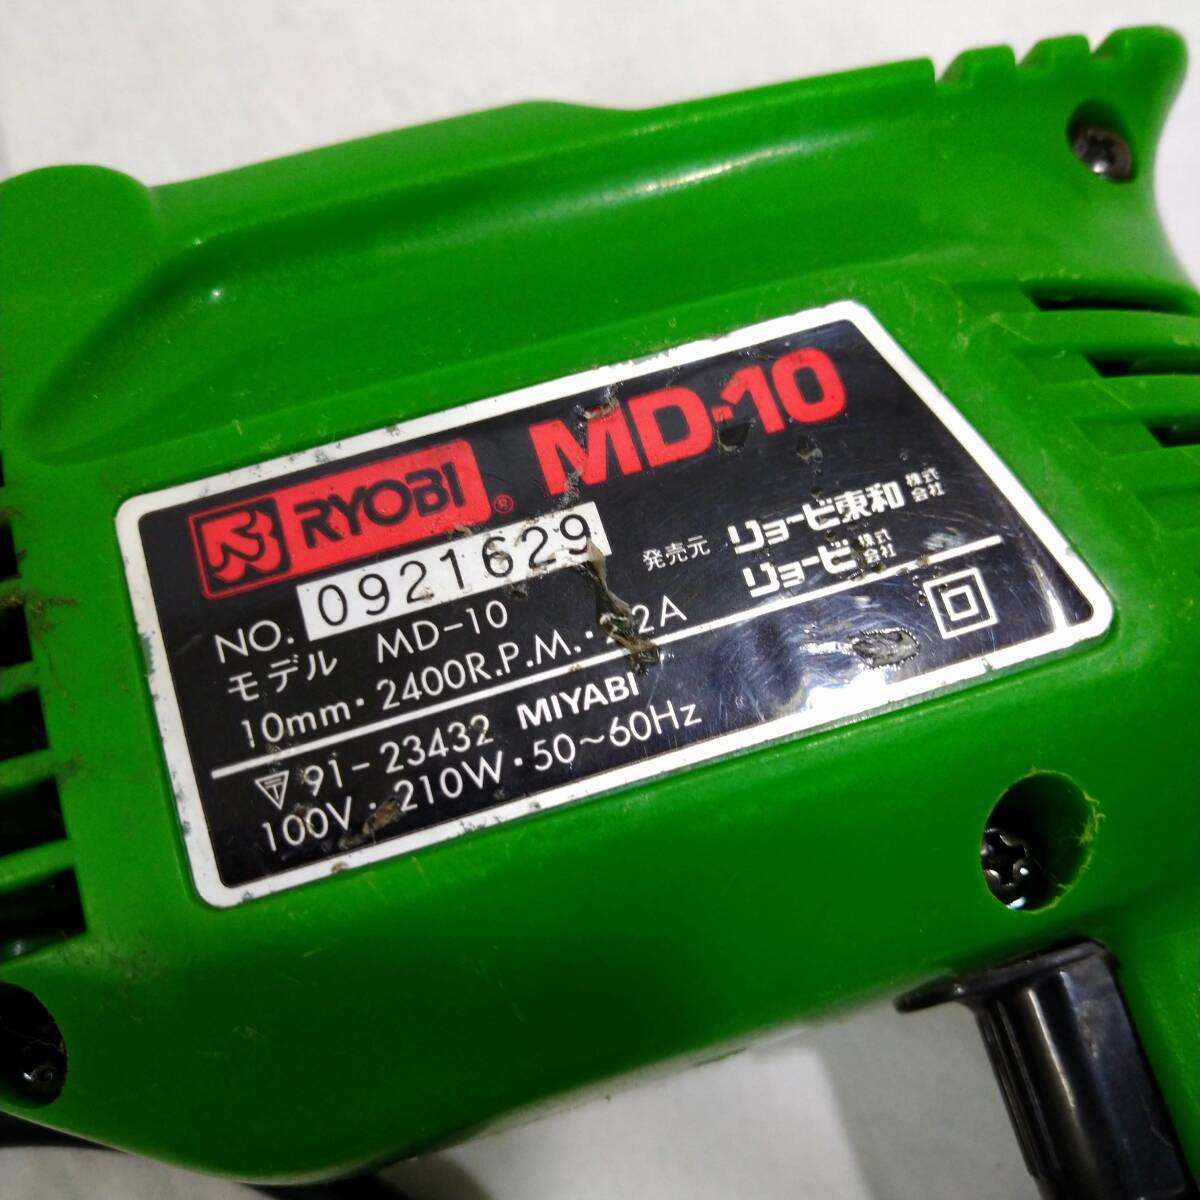 RYOBI® MD-10
NO. 0921629
モデル MD-10
10mm・2400R.P.M.・ 2A
発売元 リョービ東和株式会社
リョービ株式会社
91-23432 MIYABI
100V・210W・50~60Hz